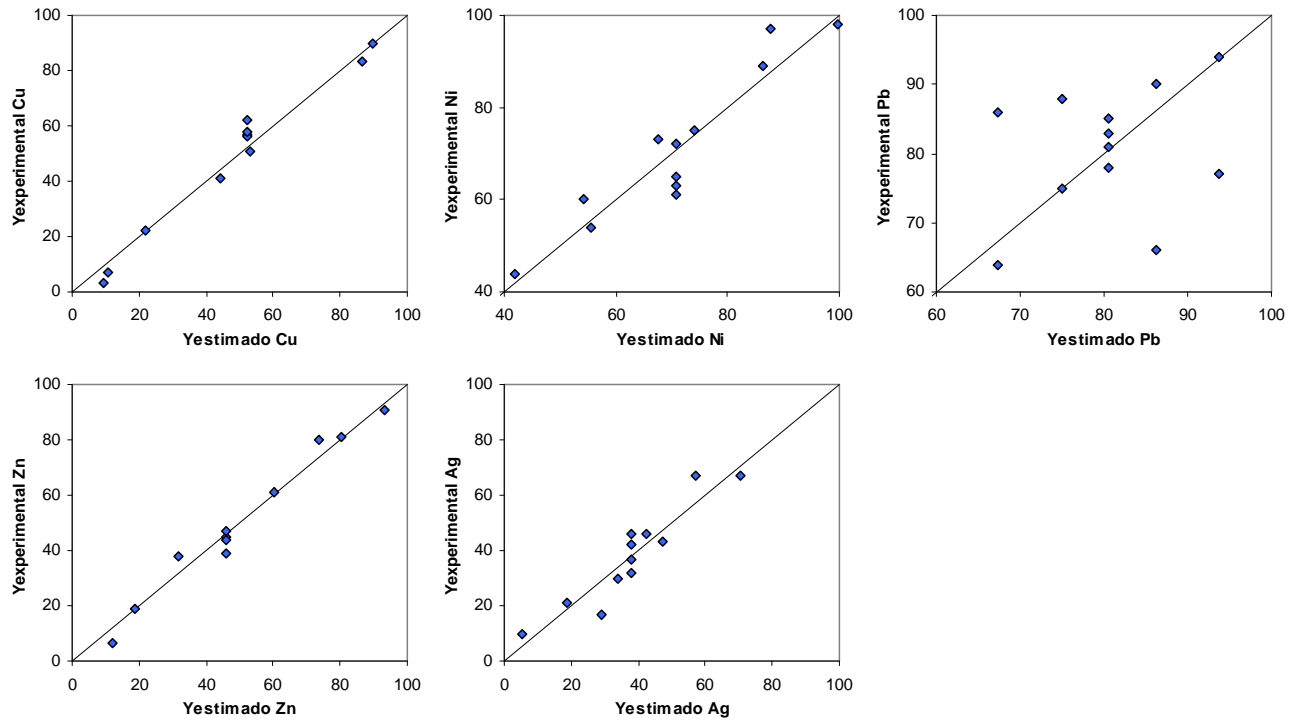 100
80
60
40
20
0
0 20 40 60 80 100
Yexperimental Cu
Yestimado Cu
100
80
60
40
40 60 80 100
Yexperimental Ni
Yestimado Ni
100
90
80
70
60
60 70 80 90 100
Yexperimental Pb
Yestimado Pb
100
80
60
40
20
0
0 20 40 60 80 100
Yexperimental Zn
Yestimado Zn
100
80
60
40
20
0
0 20 40 60 80 100
Yexperimental Ag
Yestimado Ag